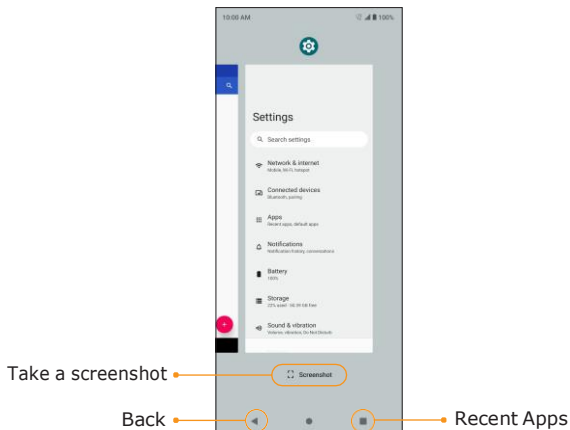 10:00 AM 100%
Settings
Search settings
Network & internet
Mobile, Wi-Fi, hotspot
Connected devices
Bluetooth, pairing
Apps
Recent apps, default apps
Notifications
Notification history, conversations
Battery
100%
Storage
Sound & vibration
Volume, vibration, Do Not Disturb
Take a screenshot
Screenshot
Back
Recent Apps